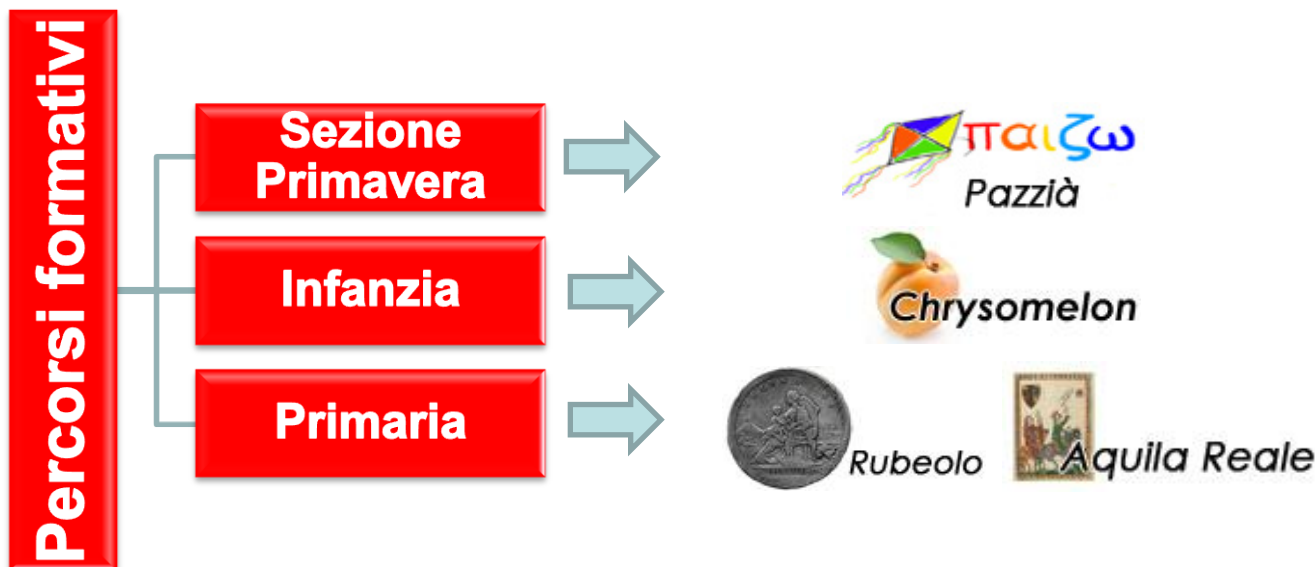 Percorsi formativi
Sezione
Primavera
παιζω
Pazzià
Infanzia
Chrysomelon
Primaria
Rubeolo
Aquila Reale